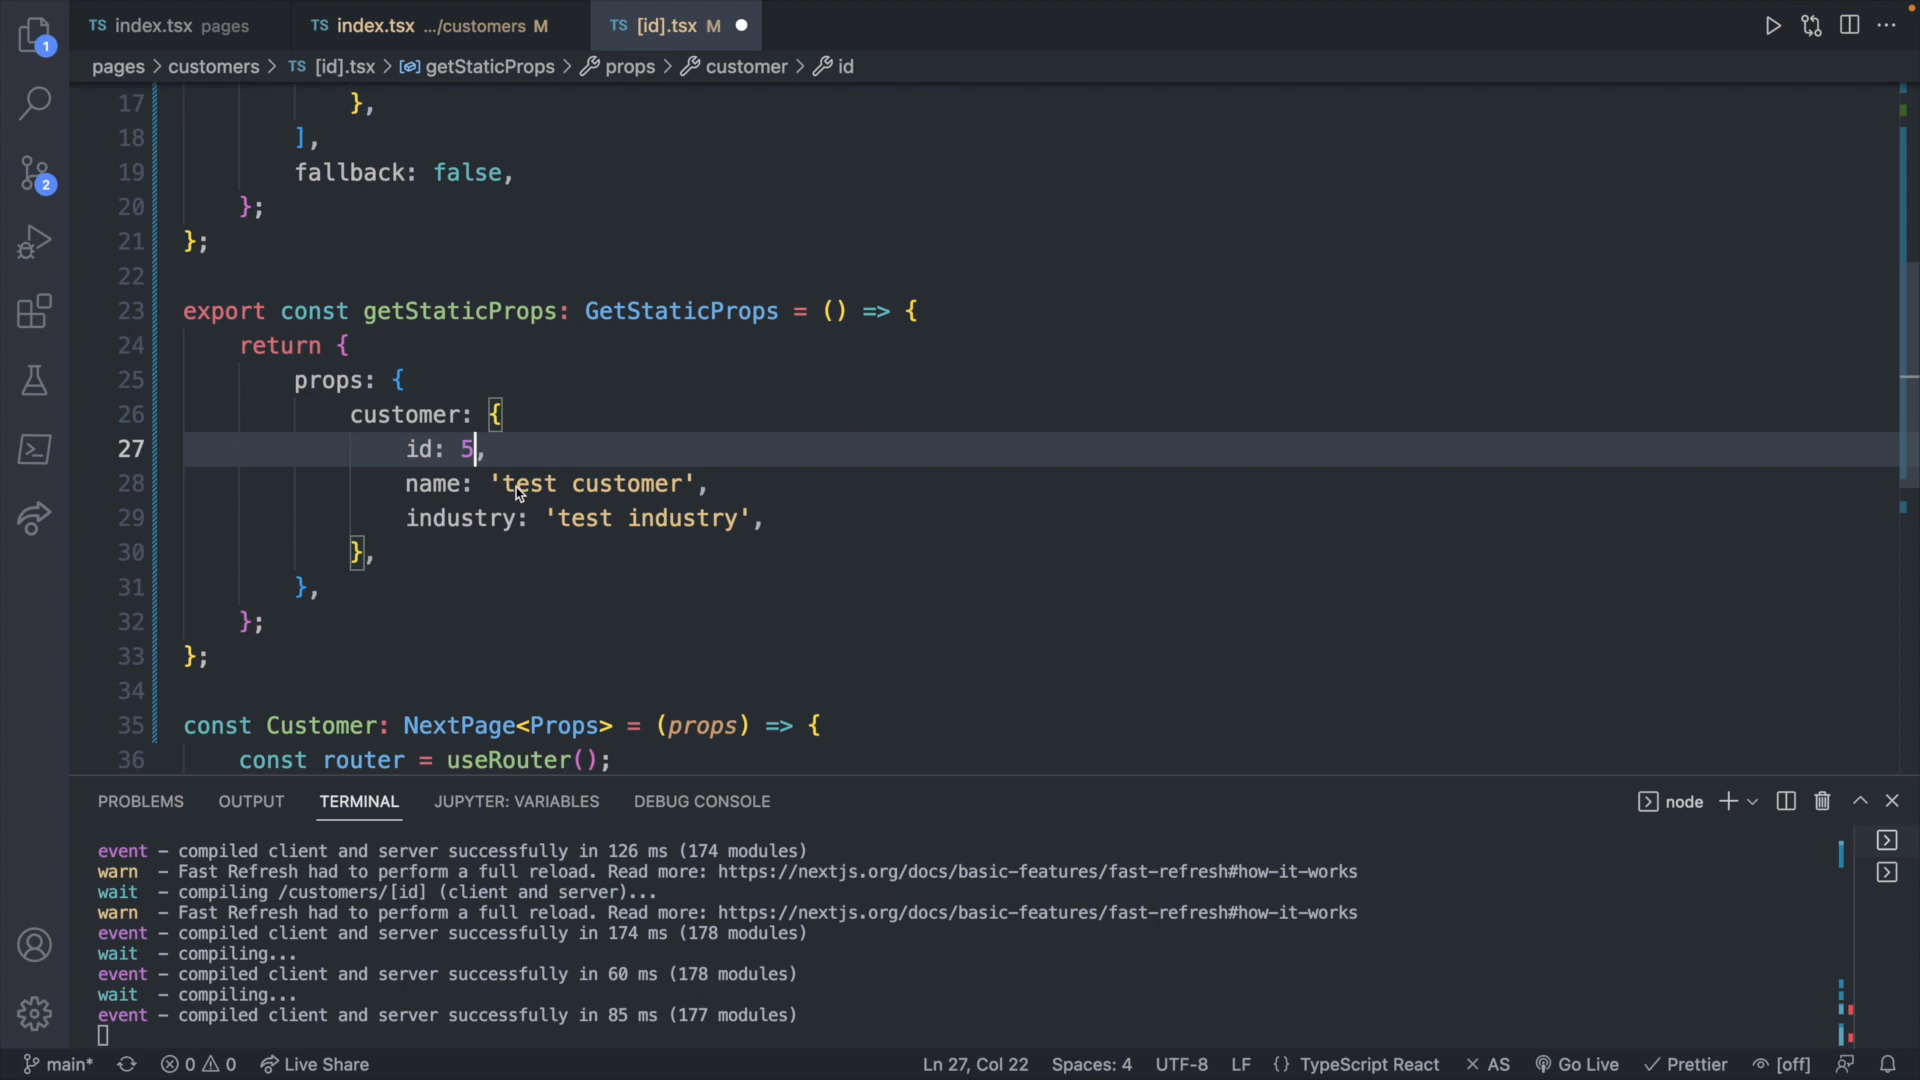 TS index.tsx pages TS index.tsx .../customers M TS [id].tsx M
pages > customers > TS [id].tsx > getStaticProps > props > customer > id
1
17 },
18 ],
2
19 fallback: false,
20 };
21 };
22
23 export const getStaticProps: GetStaticProps = () => {
24 return {
25 props: {
26 customer: {
27 id: 5,
28 name: 'test customer',
29 industry: 'test industry',
30 },
31 },
32 };
33 };
34
35 const Customer: NextPage<Props> = (props) => {
36 const router = useRouter();
PROBLEMS OUTPUT TERMINAL JUPYTER: VARIABLES DEBUG CONSOLE node
event – compiled client and server successfully in 126 ms (174 modules)
warn – Fast Refresh had to perform a full reload. Read more: https://nextjs.org/docs/basic-features/fast-refresh#how-it-works
wait – compiling /customers/[id] (client and server)...
warn – Fast Refresh had to perform a full reload. Read more: https://nextjs.org/docs/basic-features/fast-refresh#how-it-works
event – compiled client and server successfully in 174 ms (178 modules)
wait – compiling...
event – compiled client and server successfully in 60 ms (178 modules)
wait – compiling...
event – compiled client and server successfully in 85 ms (177 modules)
main* 0 0 Live Share Ln 27, Col 22 Spaces: 4 UTF-8 LF {} TypeScript React × AS Go Live ✓ Prettier [off]